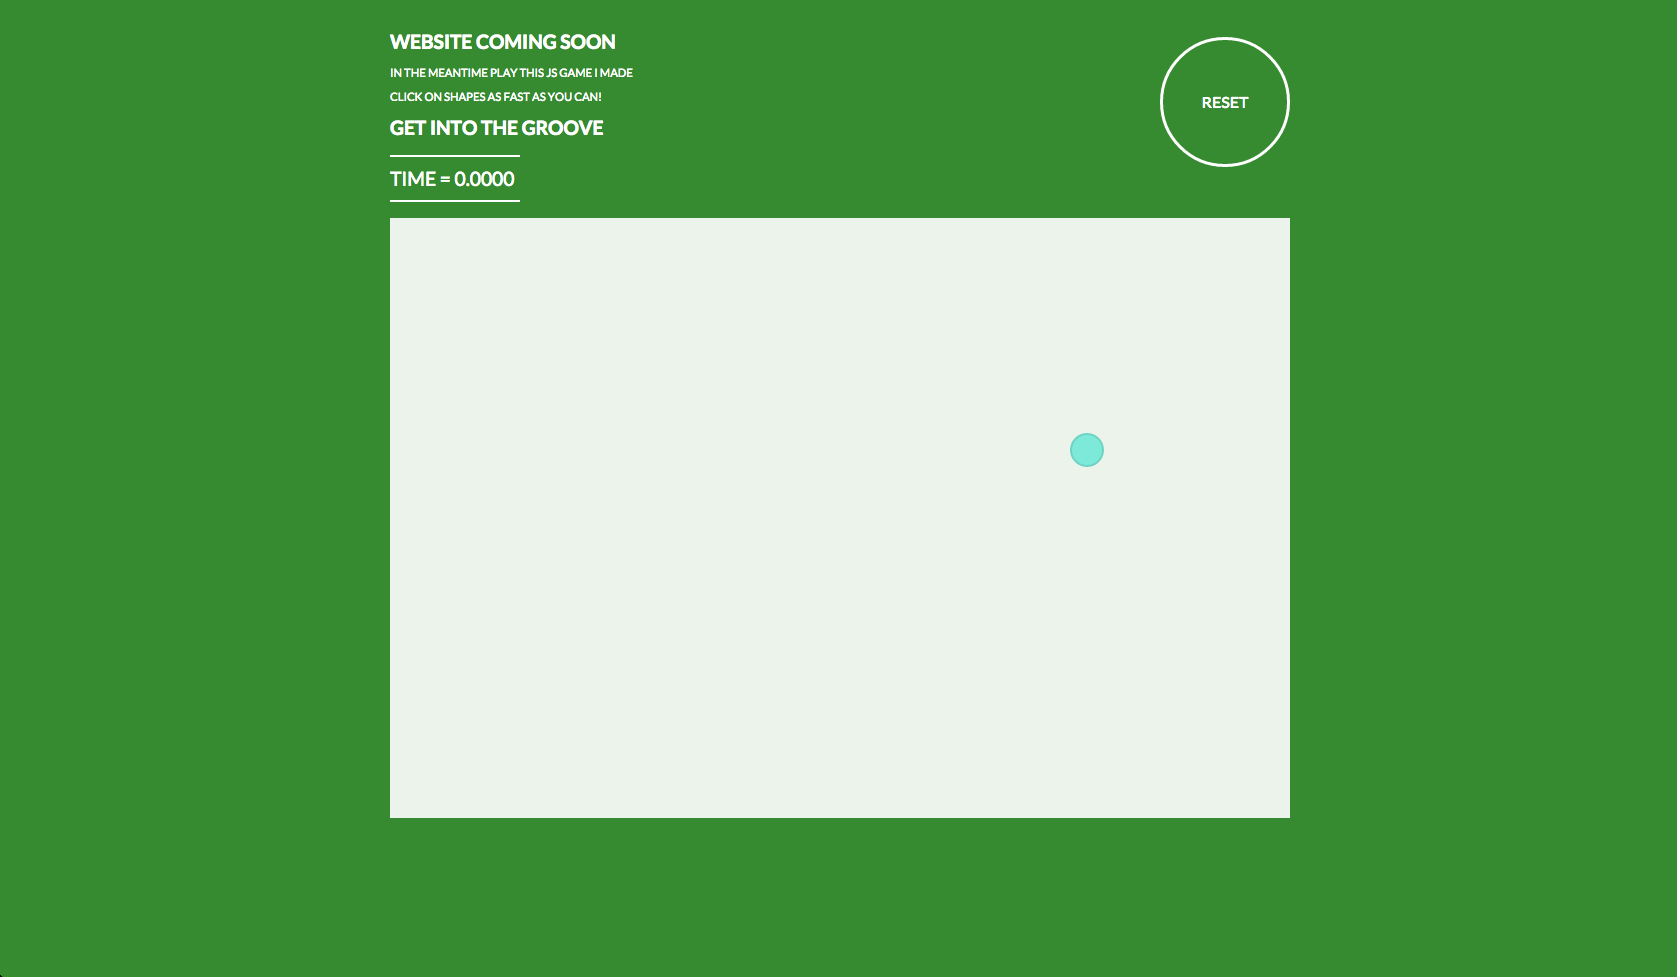 WEBSITE COMING SOON
IN THE MEANTIME PLAY THIS JS GAME I MADE
CLICK ON SHAPES AS FAST AS YOU CAN!
GET INTO THE GROOVE
TIME = 0.0000
RESET